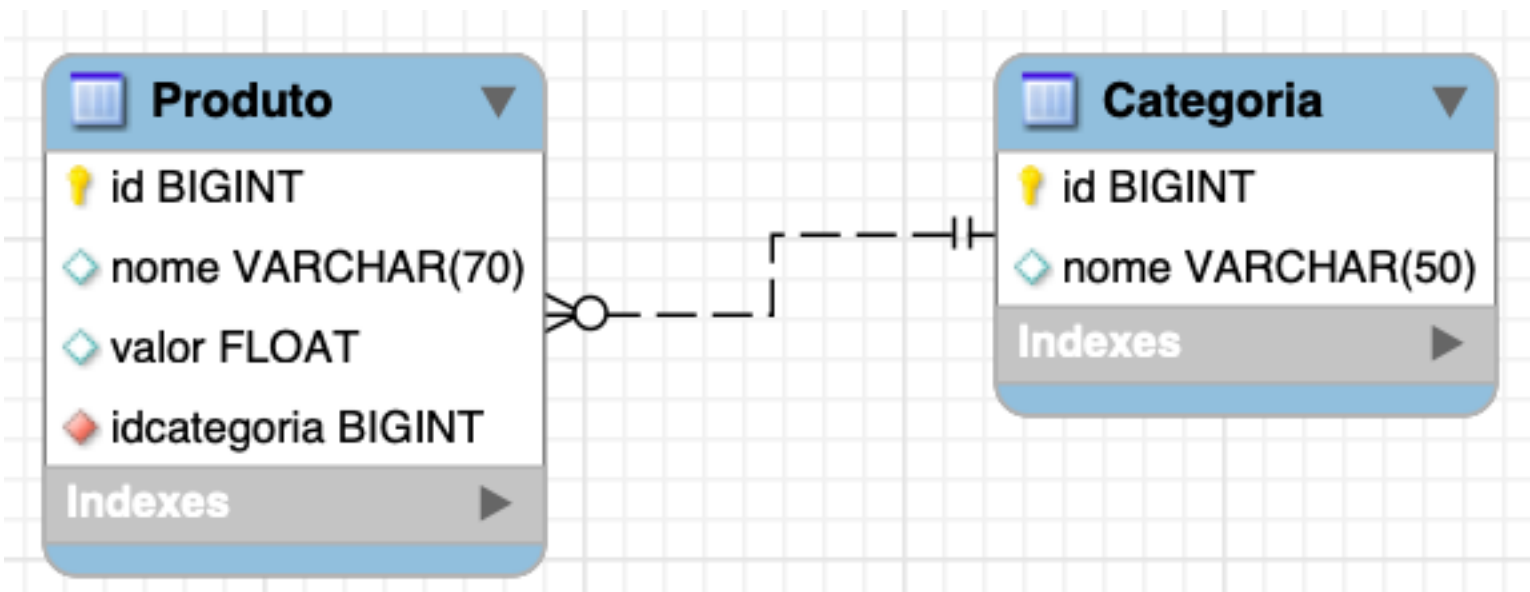 Produto
id BIGINT
nome VARCHAR(70)
valor FLOAT
idcategoria BIGINT
Indexes
Categoria
id BIGINT
nome VARCHAR(50)
Indexes